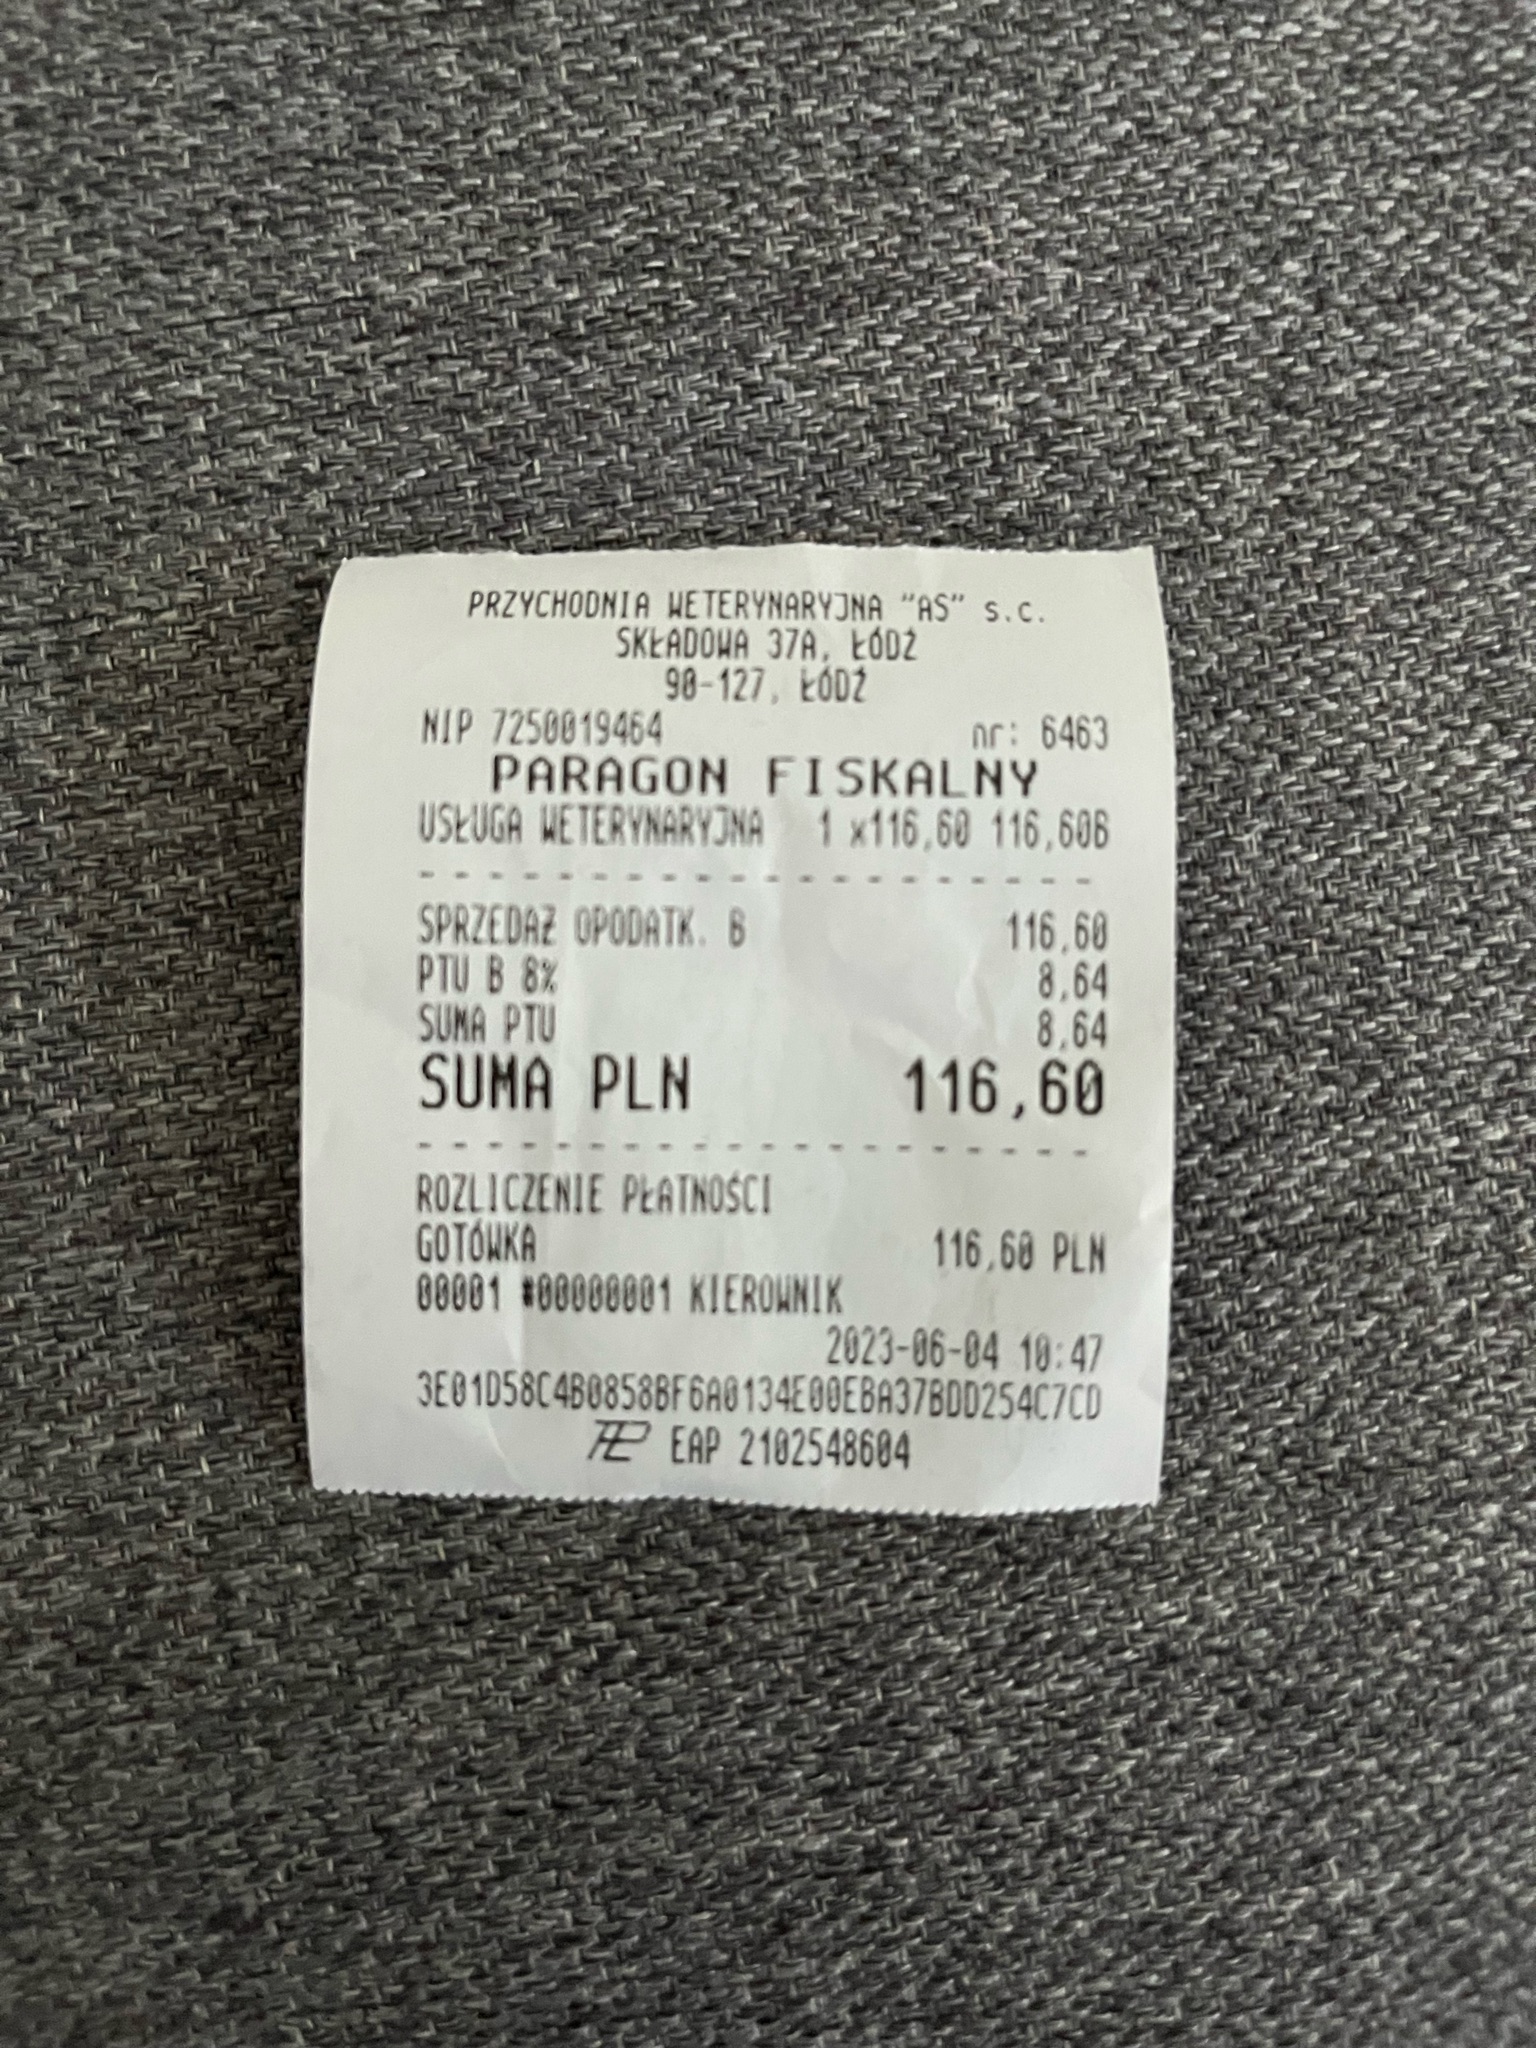 PRZYCHODNIA WETERYNARYJNA "AS" s.c.
SKŁADOWA 37A, ŁÓDŹ
90-127, ŁÓDŹ
NIP 7250019464 nr: 6463
PARAGON FISKALNY
USŁUGA WETERYNARYJNA 1 x116,60 116,60B
SPRZEDAŻ OPODATK. B 116,60
PTU B 8% 8,64
SUMA PTU 8,64
SUMA PLN 116,60
ROZLICZENIE PŁATNOŚCI
GOTÓWKA 116,60 PLN
00001 #00000001 KIEROWNIK
2023-06-04 10:47
3E01D58C4B0858BF6A0134E00EBA37BDD254C7CD
EAP 2102548604